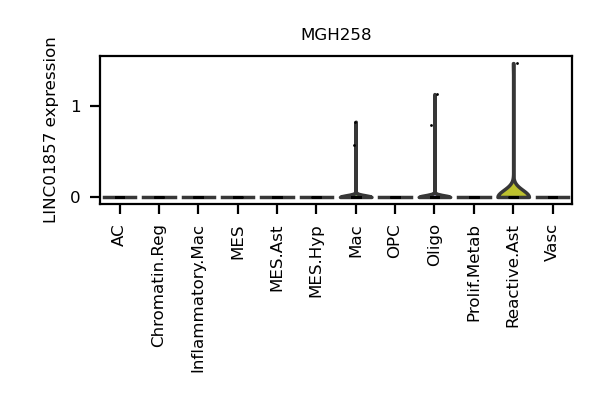 MGH258
LINC01857 expression
1
0
AC
Chromatin.Reg
Inflammatory.Mac
MES
MES.Ast
MES.Hyp
Mac
OPC
Oligo
Prolif.Metab
Reactive.Ast
Vasc